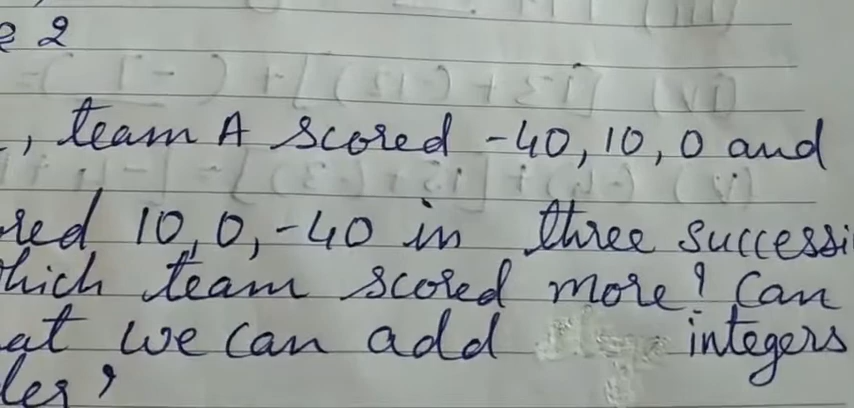 2
, team A scored -40, 10, 0 and
red 10, 0, -40 in three successi
hich team scored more? Can
at we can add integers